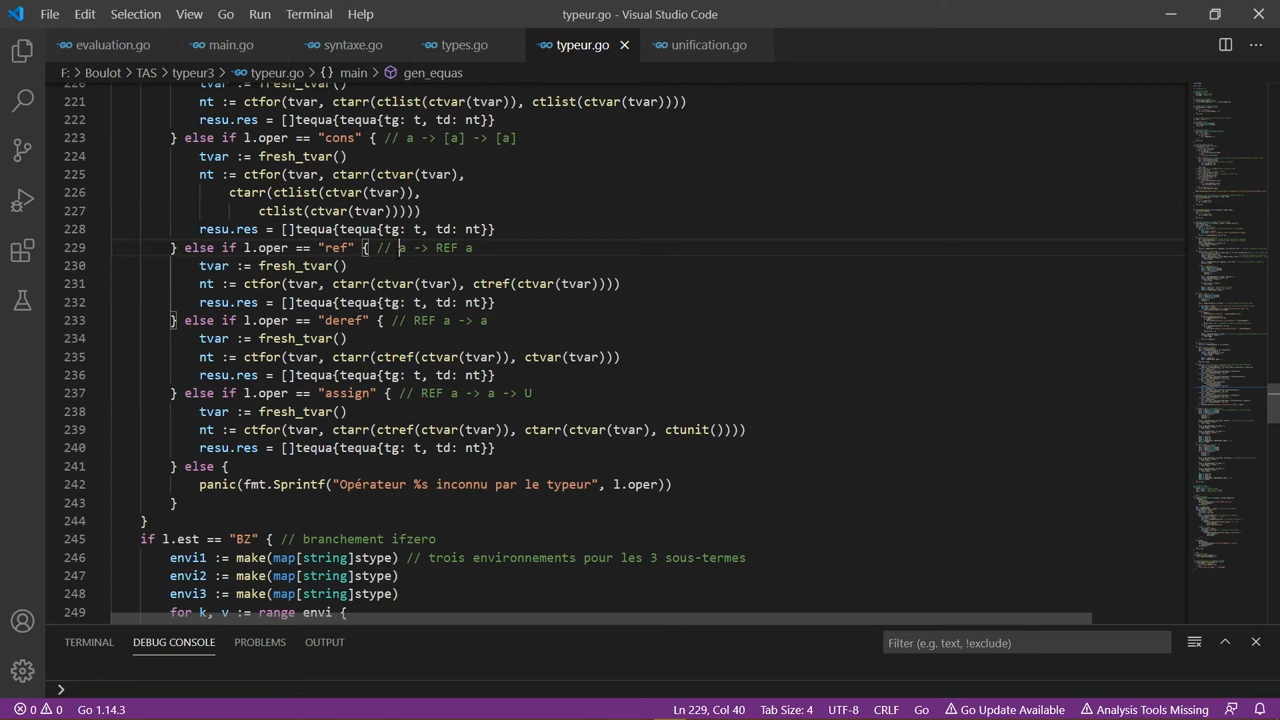 File Edit Selection View Go Run Terminal Help
typeur.go - Visual Studio Code
evaluation.go main.go syntaxe.go types.go typeur.go unification.go
F: > Boulot > TAS > typeur3 > typeur.go > {} main > gen_equas
220 tvar := fresh_tvar()
221 nt := ctfor(tvar, ctarr(ctlist(ctvar(tvar)), ctlist(ctvar(tvar))))
222 resu.res = []tequa{tequa{tg: t, td: nt}}
223 } else if l.oper == "cons" { // a -> [a] -> [a]
224 tvar := fresh_tvar()
225 nt := ctfor(tvar, ctarr(ctvar(tvar),
226 ctarr(ctlist(ctvar(tvar)),
227 ctlist(ctvar(tvar)))))
228 resu.res = []tequa{tequa{tg: t, td: nt}}
229 } else if l.oper == "ref" { // a -> REF a
230 tvar := fresh_tvar()
231 nt := ctfor(tvar, ctarr(ctvar(tvar), ctref(ctvar(tvar))))
232 resu.res = []tequa{tequa{tg: t, td: nt}}
233 } else if l.oper == "deref" { // REF a -> a
234 tvar := fresh_tvar()
235 nt := ctfor(tvar, ctarr(ctref(ctvar(tvar)), ctvar(tvar)))
236 resu.res = []tequa{tequa{tg: t, td: nt}}
237 } else if l.oper == "assign" { // REF a -> a -> U
238 tvar := fresh_tvar()
239 nt := ctfor(tvar, ctarr(ctref(ctvar(tvar)), ctarr(ctvar(tvar), ctunit())))
240 resu.res = []tequa{tequa{tg: t, td: nt}}
241 } else {
242 panic(fmt.Sprintf("Opérateur %s inconnu par le typeur", l.oper))
243 }
244 }
245 if l.est == "BZ" { // branchement ifzero
246 envi1 := make(map[string]stype) // trois environnements pour les 3 sous-termes
247 envi2 := make(map[string]stype)
248 envi3 := make(map[string]stype)
249 for k, v := range envi {
TERMINAL DEBUG CONSOLE PROBLEMS OUTPUT
Filter (e.g. text, !exclude)
0 0 Go 1.14.3 Ln 229, Col 40 Tab Size: 4 UTF-8 CRLF Go Go Update Available Analysis Tools Missing